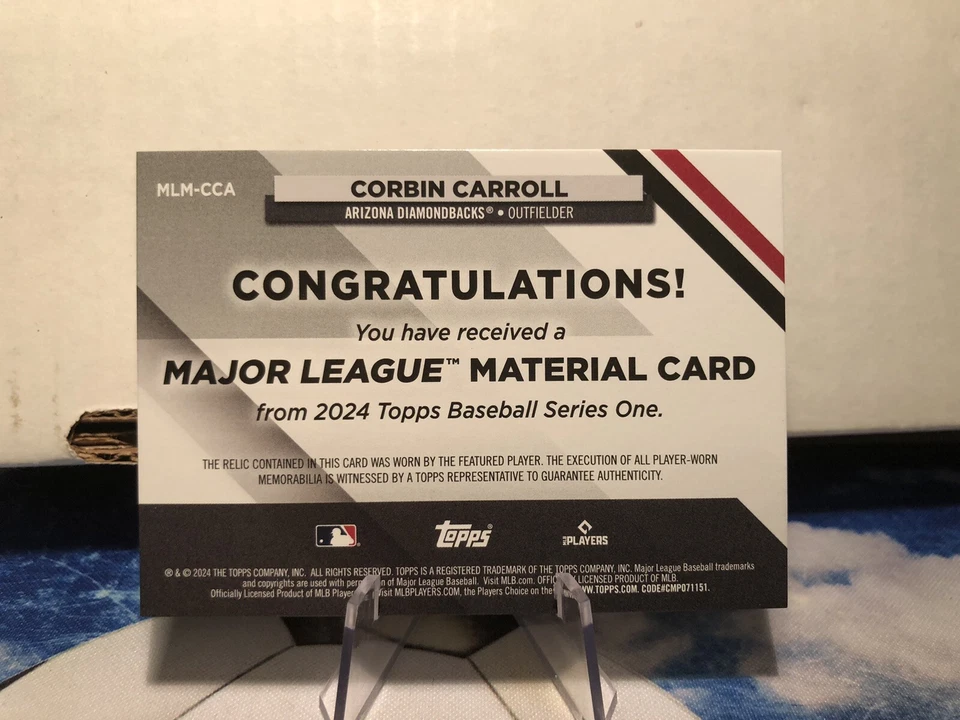 MLM-CCA
CORBIN CARROLL
ARIZONA DIAMONDBACKS® • OUTFIELDER
CONGRATULATIONS!
You have received a
MAJOR LEAGUE™ MATERIAL CARD
from 2024 Topps Baseball Series One.
THE RELIC CONTAINED IN THIS CARD WAS WORN BY THE FEATURED PLAYER. THE EXECUTION OF ALL PLAYER-WORN
MEMORABILIA IS WITNESSED BY A TOPPS REPRESENTATIVE TO GUARANTEE AUTHENTICITY.
topps® PLAYERS
® & © 2024 THE TOPPS COMPANY, INC. ALL RIGHTS RESERVED. TOPPS IS A REGISTERED TRADEMARK OF THE TOPPS COMPANY, INC. Major League Baseball trademarks
and copyrights are used with of Major League Baseball. Visit MLB.com. LICENSED PRODUCT OF MLB.
Officially Licensed Product of MLB MLBPLAYERS.COM, the Players Choice on the WWW.TOPPS.COM. CODE#CMP071151.